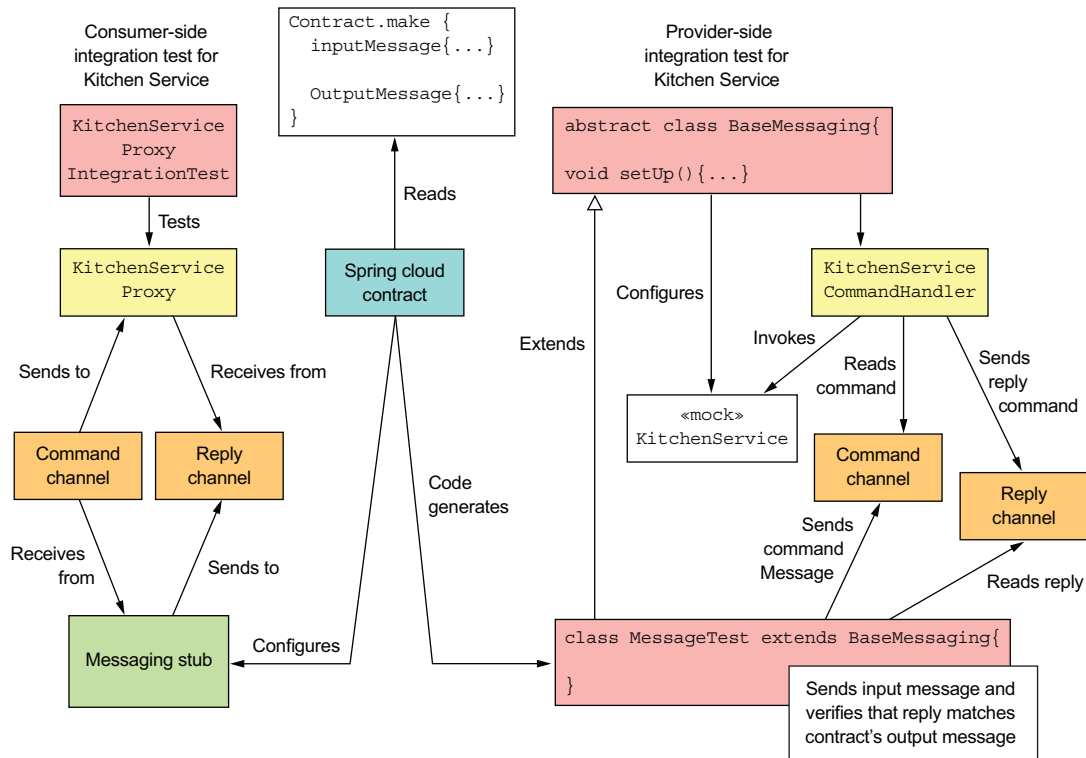 Consumer-side
integration test for
Kitchen Service
Contract.make {
inputMessage{...}
OutputMessage{...}
}
Provider-side
integration test for
Kitchen Service
KitchenService
Proxy
IntegrationTest
abstract class BaseMessaging{
void setUp(){...}
Reads
Tests
KitchenService
Proxy
Spring cloud
contract
KitchenService
CommandHandler
Configures
Extends
Invokes
Reads
command
Sends
reply
command
Sends to
Receives from
«mock»
KitchenService
Command
channel
Reply
channel
Command
channel
Reply
channel
Code
generates
Receives
from
Sends to
Sends
command
Message
Reads reply
Messaging stub
Configures
class MessageTest extends BaseMessaging{
}
Sends input message and
verifies that reply matches
contract's output message